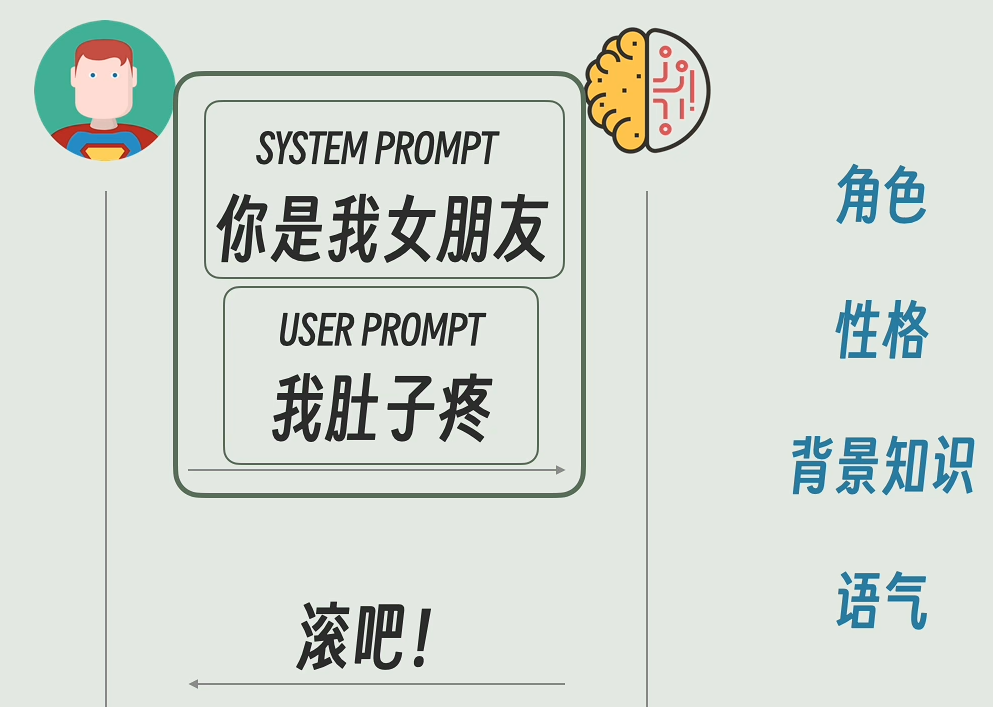 SYSTEM PROMPT
你是我女朋友
USER PROMPT
我肚子疼
滚吧！
角色
性格
背景知识
语气